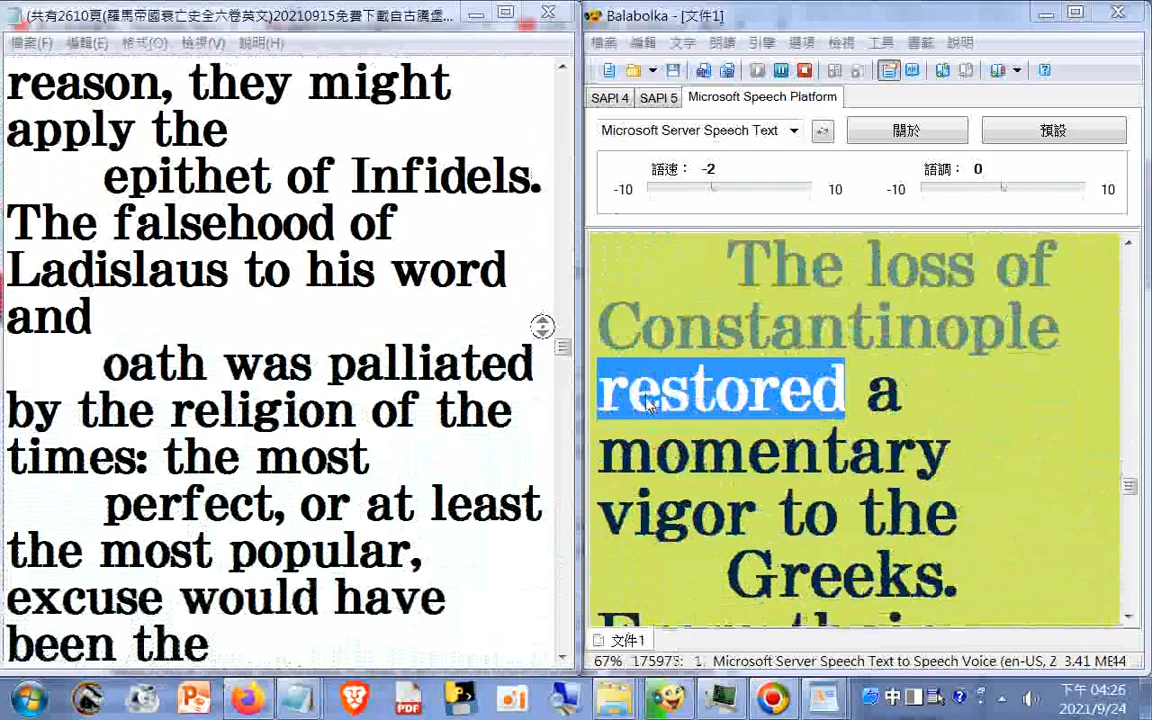 (共有2610頁(羅馬帝國衰亡史全六卷英文)20210915免費下載自古騰堡...
檔案(F) 編輯(E) 格式(O) 檢視(V) 說明(H)
reason, they might
apply the
epithet of Infidels.
The falsehood of
Ladislaus to his word
and
oath was palliated
by the religion of the
times: the most
perfect, or at least
the most popular,
excuse would have
been the
Balabolka - [文件1]
檔案 編輯 文字 朗讀 引擎 選項 檢視 工具 書籤 說明
SAPI 4 SAPI 5 Microsoft Speech Platform
Microsoft Server Speech Text
關於
預設
語速: -2
語調: 0
-10 10 -10 10
The loss of
Constantinople
restored a
momentary
vigor to the
Greeks.
文件1
67% Microsoft Server Speech Text to Speech Voice (en-US, Z
中
下午 04:26
2021/9/24